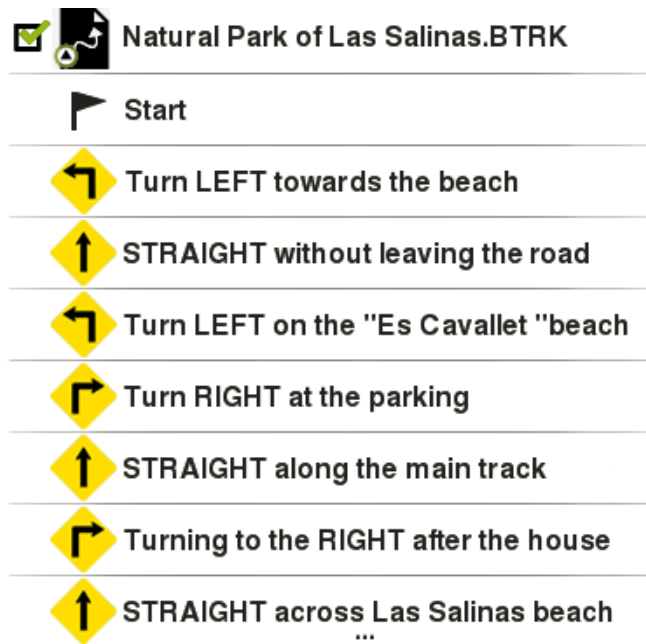 Natural Park of Las Salinas.BTRK
Start
Turn LEFT towards the beach
STRAIGHT without leaving the road
Turn LEFT on the "Es Cavallet "beach
Turn RIGHT at the parking
STRAIGHT along the main track
Turning to the RIGHT after the house
STRAIGHT across Las Salinas beach
...